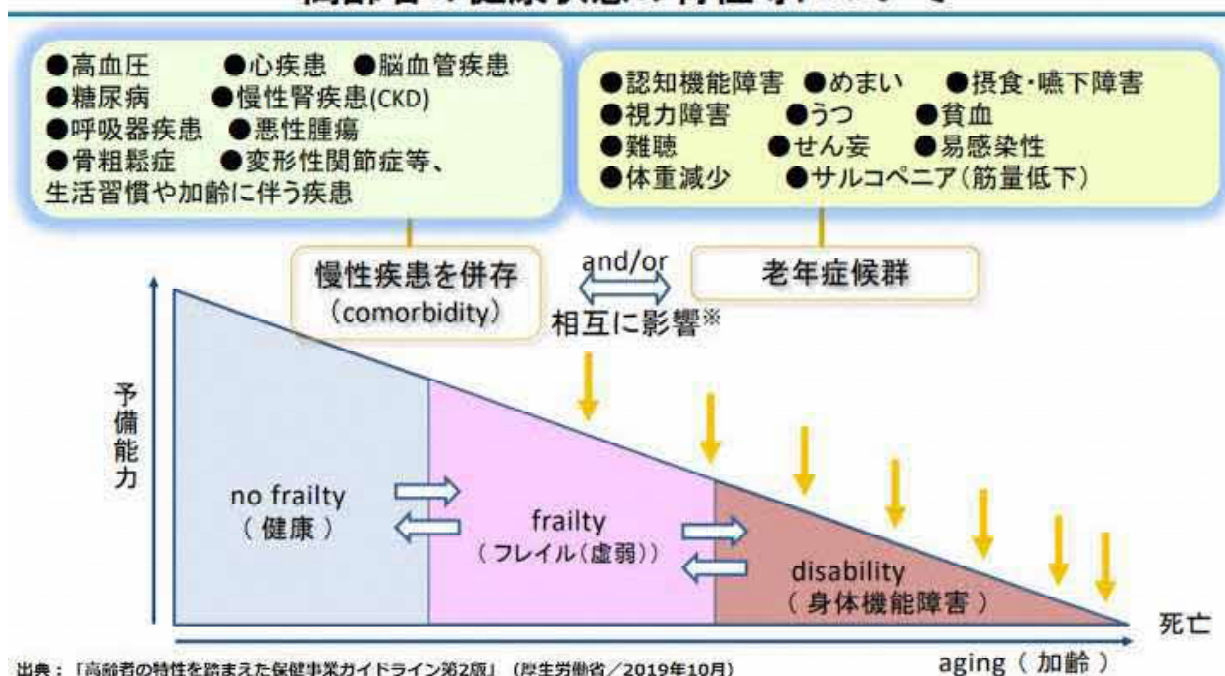 ●高血圧 ●心疾患 ●脳血管疾患
●糖尿病 ●慢性腎疾患(CKD)
●呼吸器疾患 ●悪性腫瘍
●骨粗鬆症 ●変形性関節症等、
生活習慣や加齢に伴う疾患
●認知機能障害 ●めまい ●摂食・嚥下障害
●視力障害 ●うつ ●貧血
●難聴 ●せん妄 ●易感染性
●体重減少 ●サルコペニア(筋量低下)
慢性疾患を併存
(comorbidity)
and/or
相互に影響※
老年症候群
予備能力
no frailty
(健康)
frailty
(フレイル(虚弱))
disability
(身体機能障害)
死亡
aging(加齢)
出典:「高齢者の特性を踏まえた保健事業ガイドライン第2版」(厚生労働省/2019年10月)